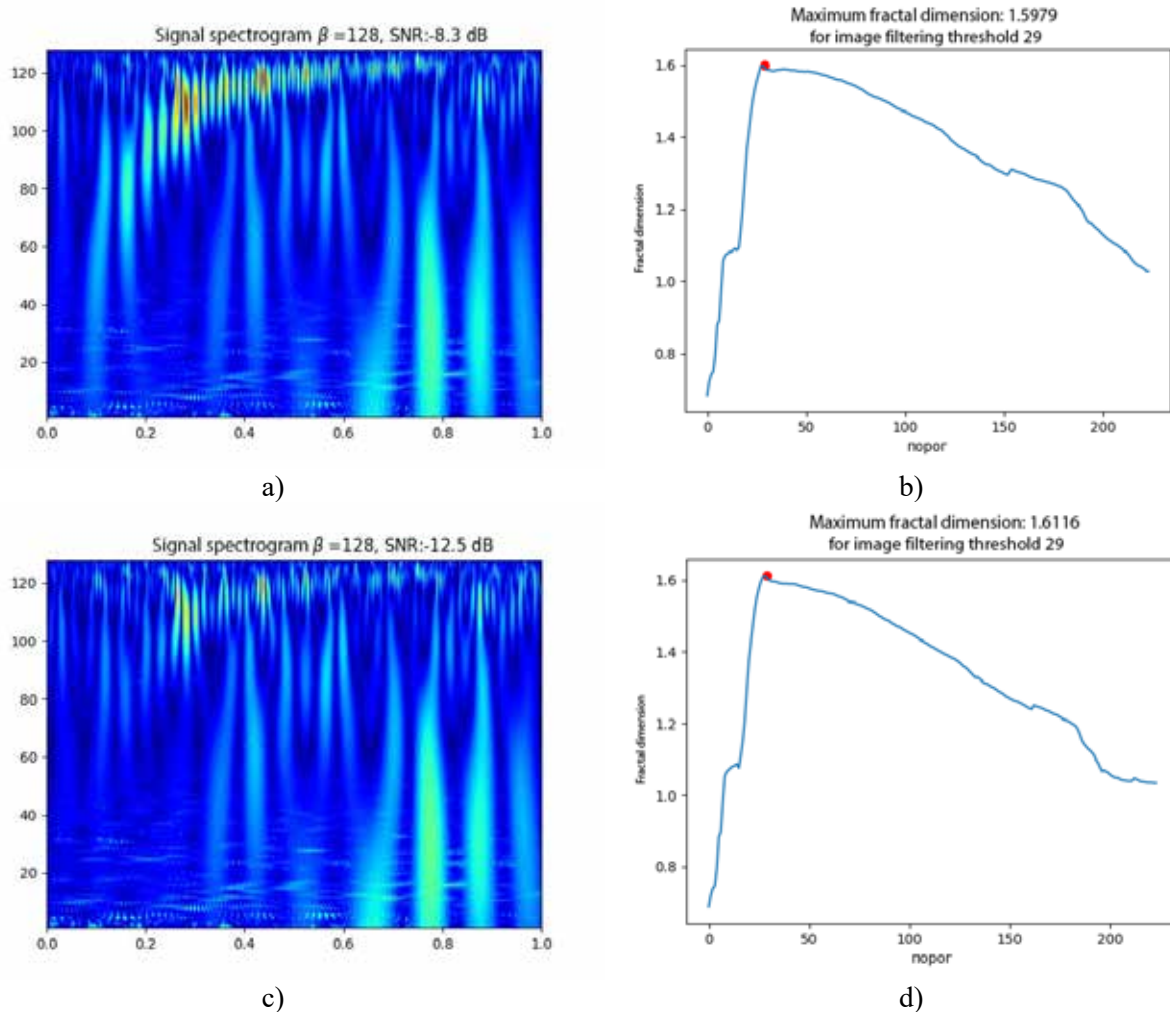 Signal spectrogram β =128, SNR:-8.3 dB
120
100
80
60
40
20
0.0 0.2 0.4 0.6 0.8 1.0
a)
Maximum fractal dimension: 1.5979
for image filtering threshold 29
Fractal dimension
1.6
1.4
1.2
1.0
0.8
0 50 100 150 200
nopor
b)
Signal spectrogram β =128, SNR:-12.5 dB
120
100
80
60
40
20
0.0 0.2 0.4 0.6 0.8 1.0
c)
Maximum fractal dimension: 1.6116
for image filtering threshold 29
Fractal dimension
1.6
1.4
1.2
1.0
0.8
0 50 100 150 200
nopor
d)